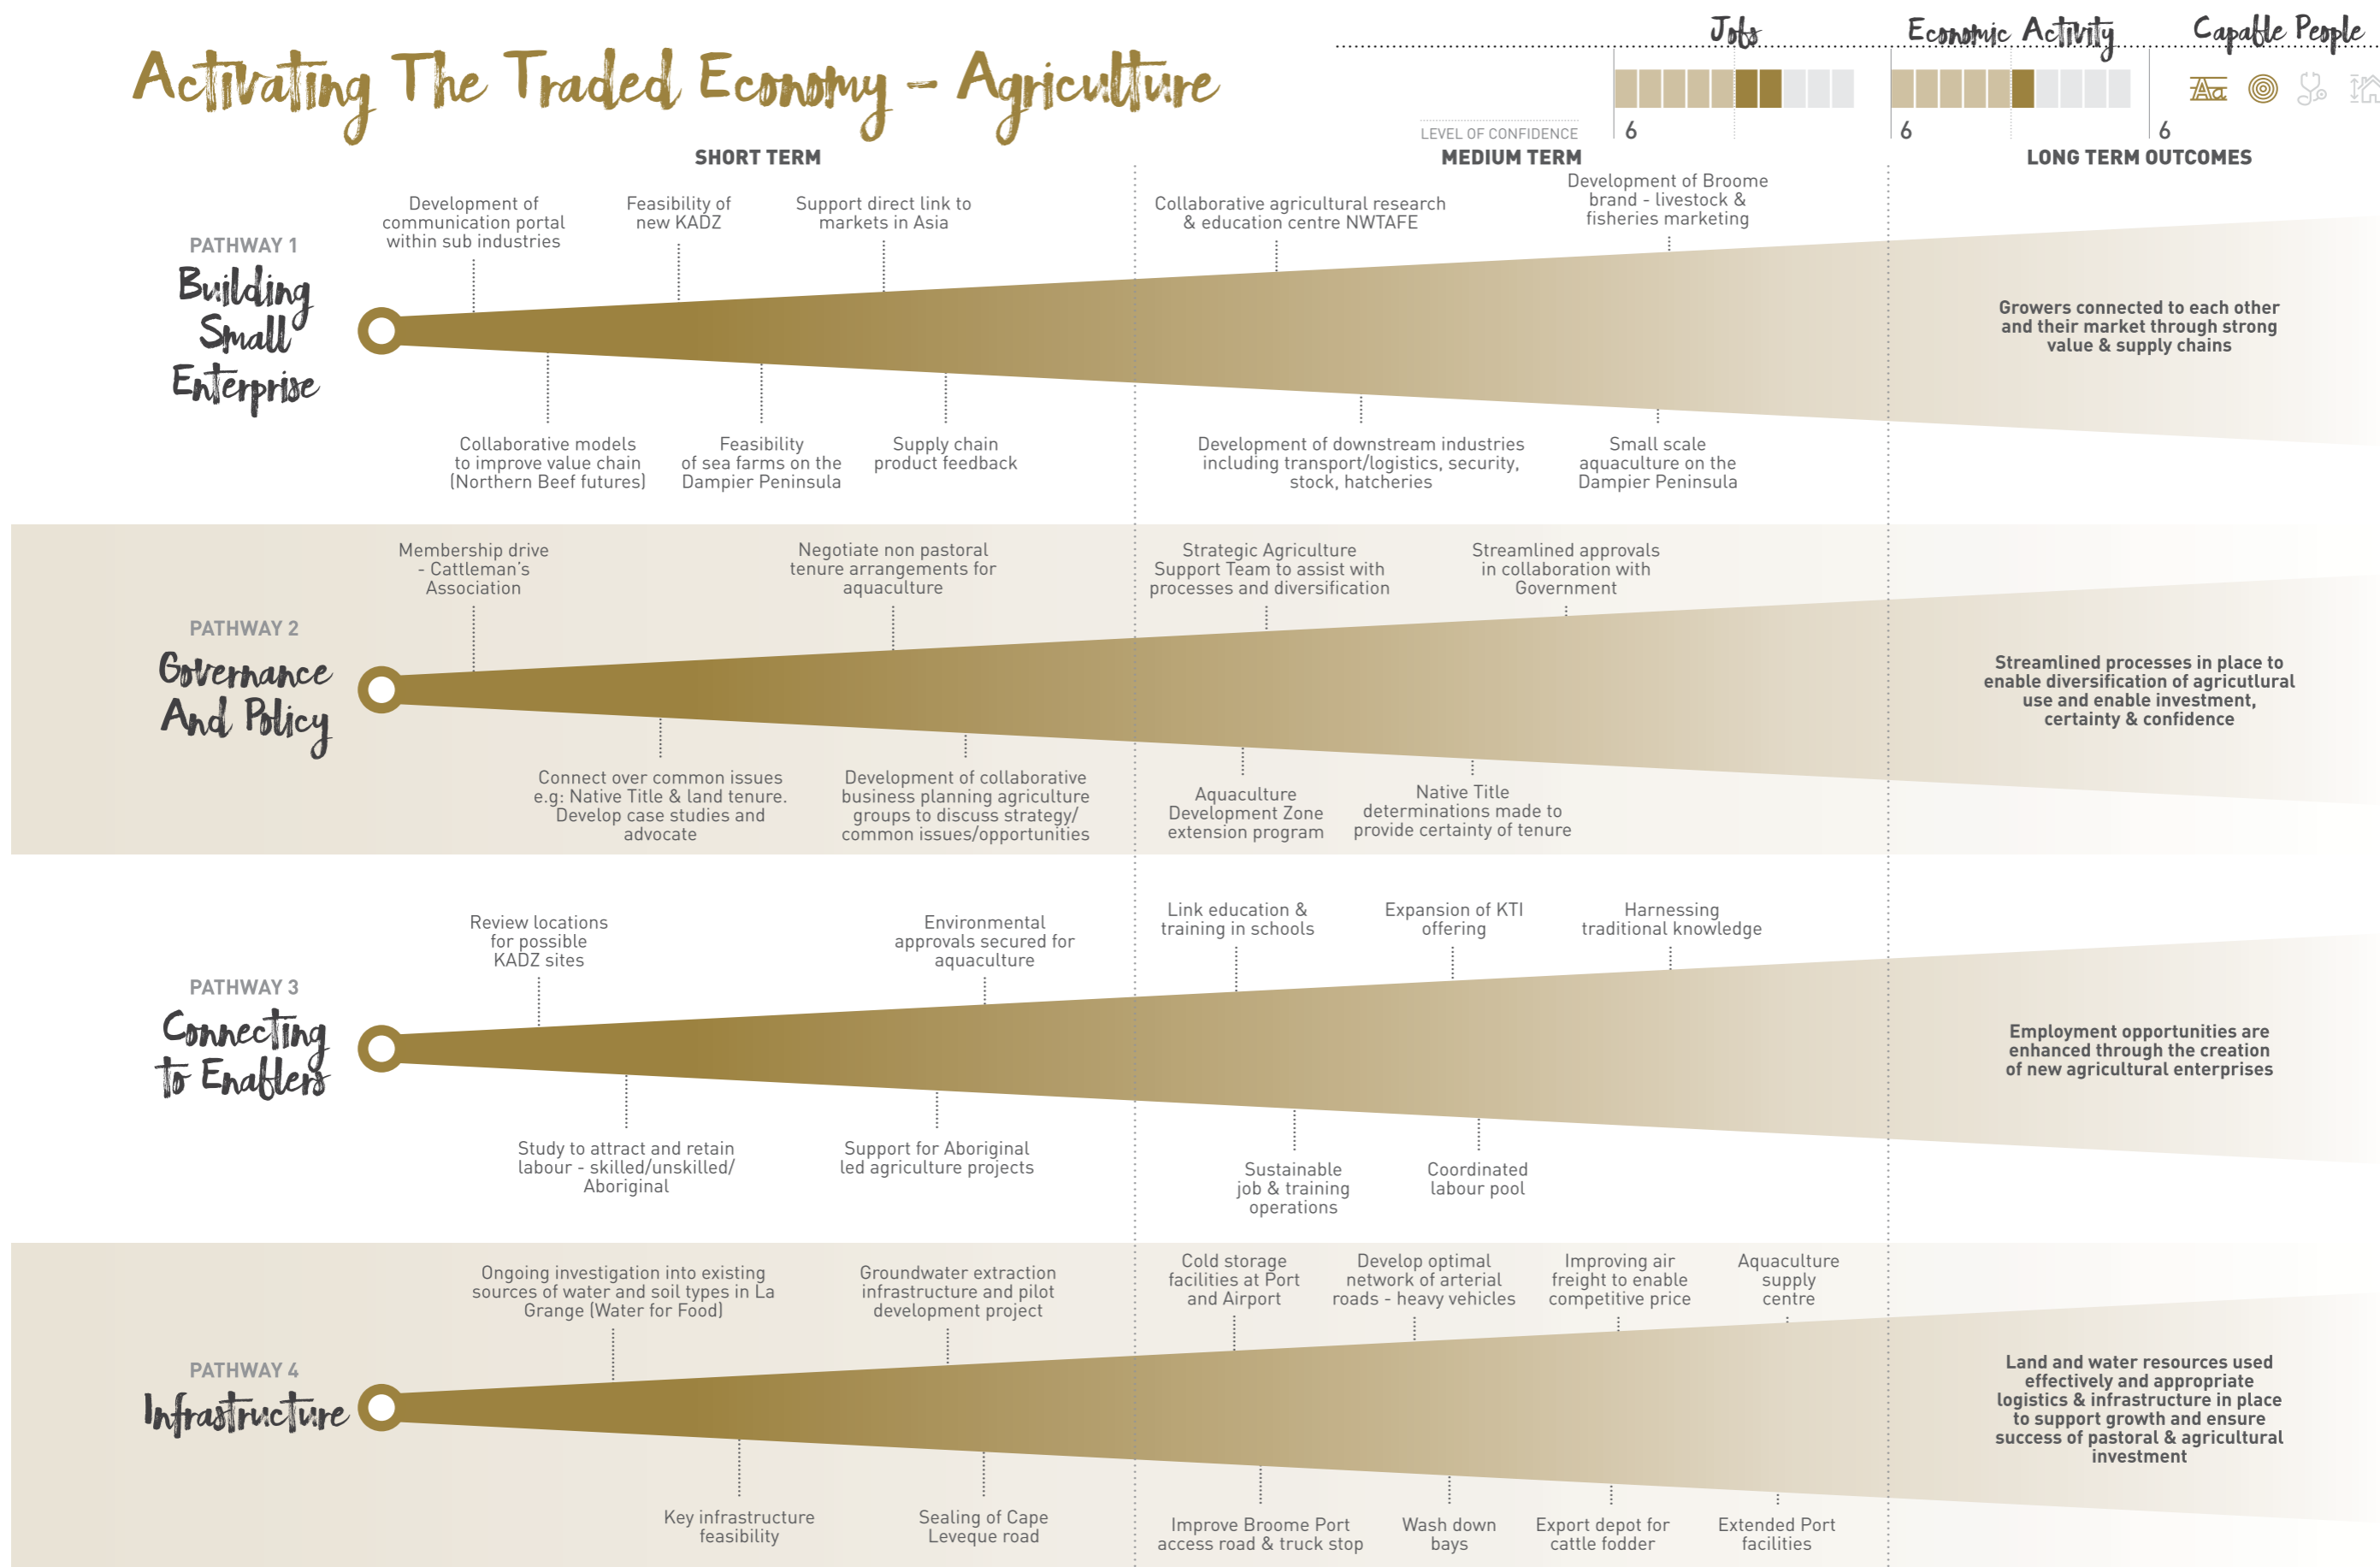 Activating The Traded Economy - Agriculture
Jobs
Economic Activity
Capable People
LEVEL OF CONFIDENCE
6
6
6
SHORT TERM
MEDIUM TERM
LONG TERM OUTCOMES
PATHWAY 1
Building
Small
Enterprise
Development of
communication portal
within sub industries
Feasibility of
new KADZ
Support direct link to
markets in Asia
Collaborative agricultural research
& education centre NWTAFE
Development of Broome
brand - livestock &
fisheries marketing
Growers connected to each other
and their market through strong
value & supply chains
Collaborative models
to improve value chain
(Northern Beef futures)
Feasibility
of sea farms on the
Dampier Peninsula
Supply chain
product feedback
Development of downstream industries
including transport/logistics, security,
stock, hatcheries
Small scale
aquaculture on the
Dampier Peninsula
PATHWAY 2
Governance
And Policy
Membership drive
- Cattleman's
Association
Negotiate non pastoral
tenure arrangements for
aquaculture
Strategic Agriculture
Support Team to assist with
processes and diversification
Streamlined approvals
in collaboration with
Government
Streamlined processes in place to
enable diversification of agricutlural
use and enable investment,
certainty & confidence
Connect over common issues
e.g: Native Title & land tenure.
Develop case studies and
advocate
Development of collaborative
business planning agriculture
groups to discuss strategy/
common issues/opportunities
Aquaculture
Development Zone
extension program
Native Title
determinations made to
provide certainty of tenure
PATHWAY 3
Connecting
to Enablers
Review locations
for possible
KADZ sites
Environmental
approvals secured for
aquaculture
Link education &
training in schools
Expansion of KTI
offering
Harnessing
traditional knowledge
Employment opportunities are
enhanced through the creation
of new agricultural enterprises
Study to attract and retain
labour - skilled/unskilled/
Aboriginal
Support for Aboriginal
led agriculture projects
Sustainable
job & training
operations
Coordinated
labour pool
PATHWAY 4
Infrastructure
Ongoing investigation into existing
sources of water and soil types in La
Grange (Water for Food)
Groundwater extraction
infrastructure and pilot
development project
Cold storage
facilities at Port
and Airport
Develop optimal
network of arterial
roads - heavy vehicles
Improving air
freight to enable
competitive price
Aquaculture
supply
centre
Land and water resources used
effectively and appropriate
logistics & infrastructure in place
to support growth and ensure
success of pastoral & agricultural
investment
Key infrastructure
feasibility
Sealing of Cape
Leveque road
Improve Broome Port
access road & truck stop
Wash down
bays
Export depot for
cattle fodder
Extended Port
facilities